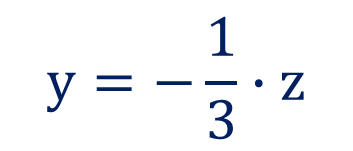 y = − 1/3 · z